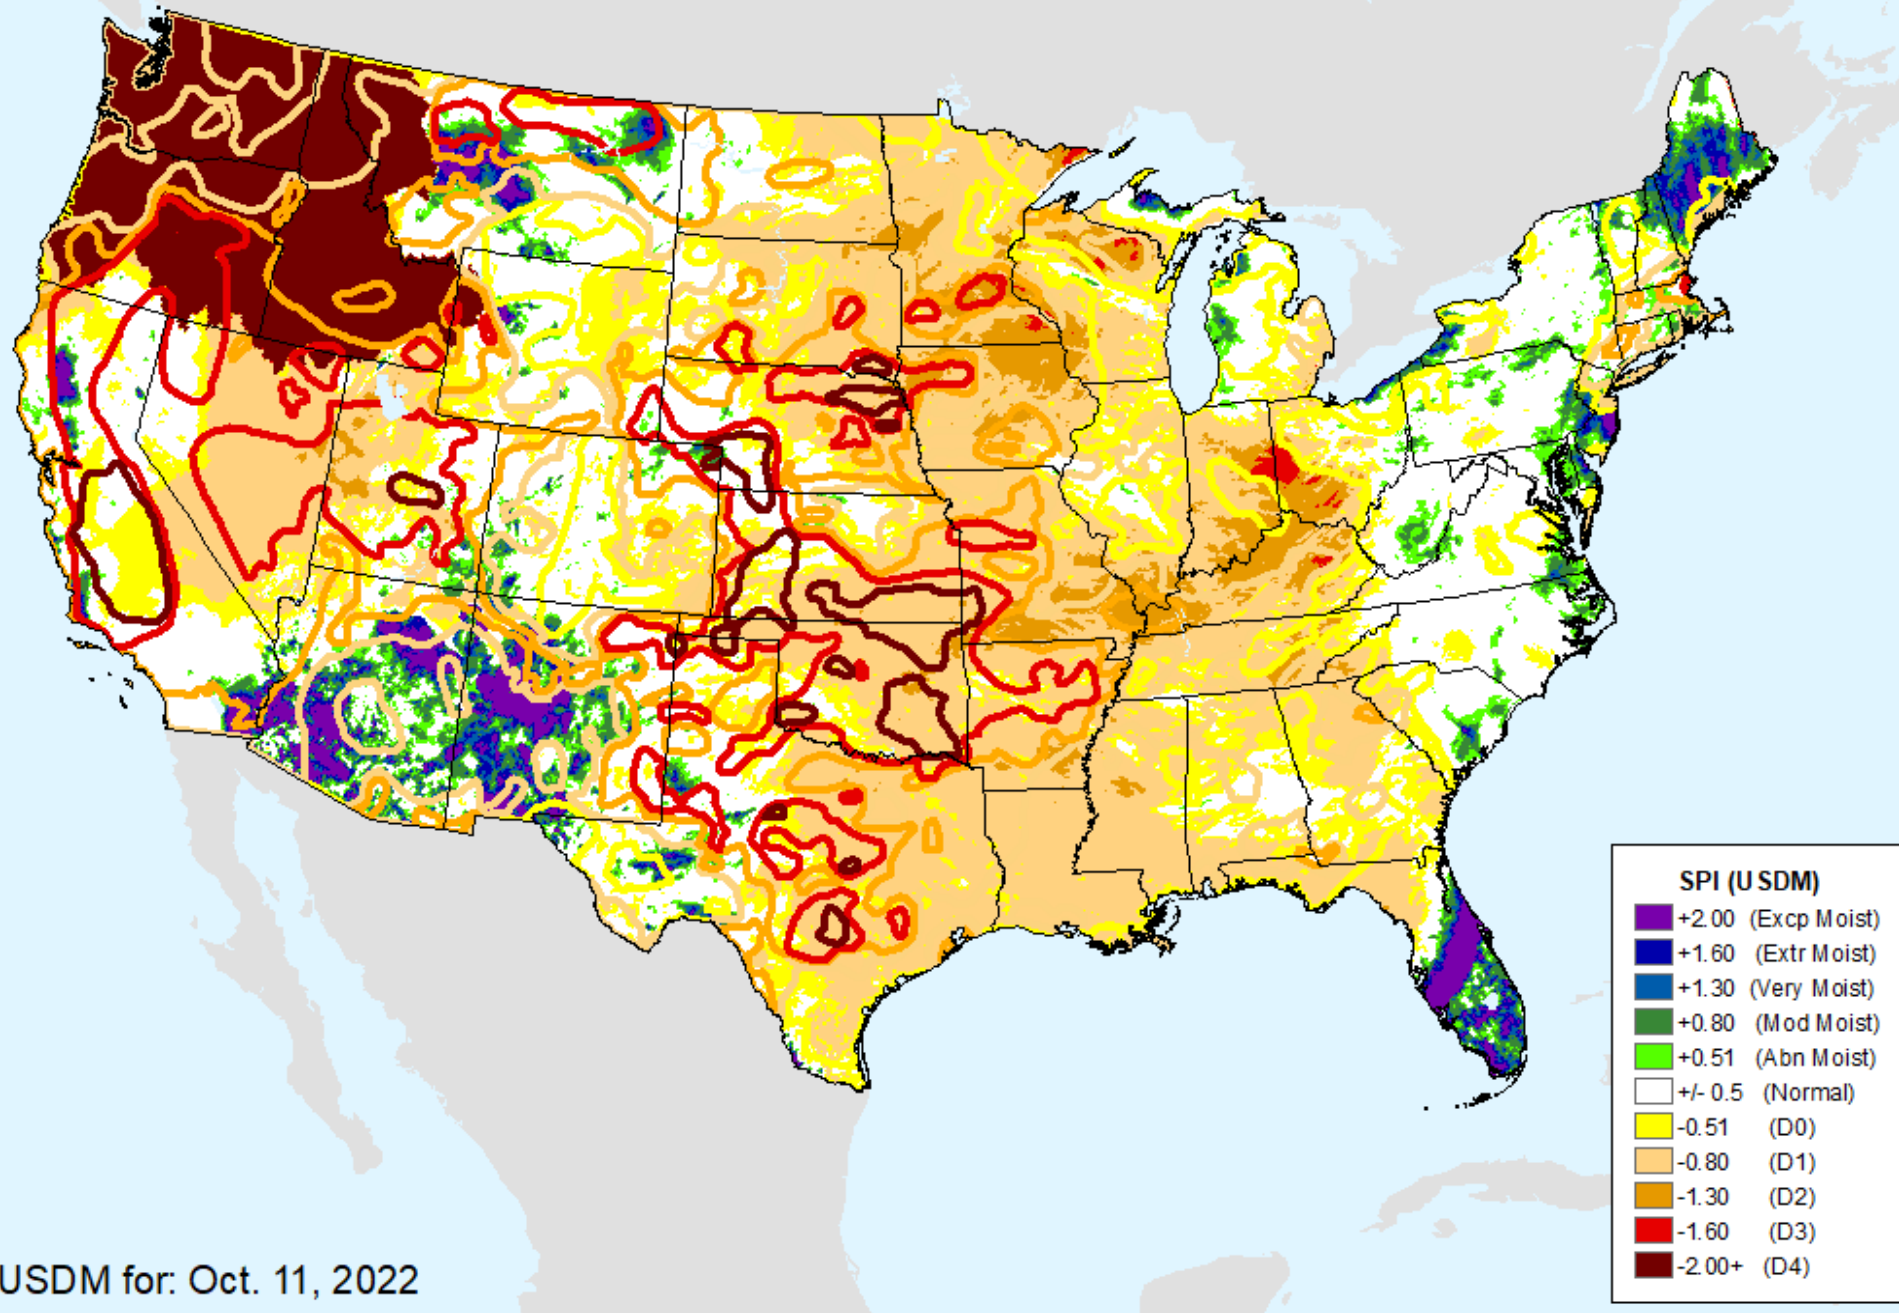 SPI (USDM)
+2.00 (Excp Moist)
+1.60 (Extr Moist)
+1.30 (Very Moist)
+0.80 (Mod Moist)
+0.51 (Abn Moist)
+/- 0.5 (Normal)
-0.51 (D0)
-0.80 (D1)
-1.30 (D2)
-1.60 (D3)
-2.00+ (D4)
USDM for: Oct. 11, 2022